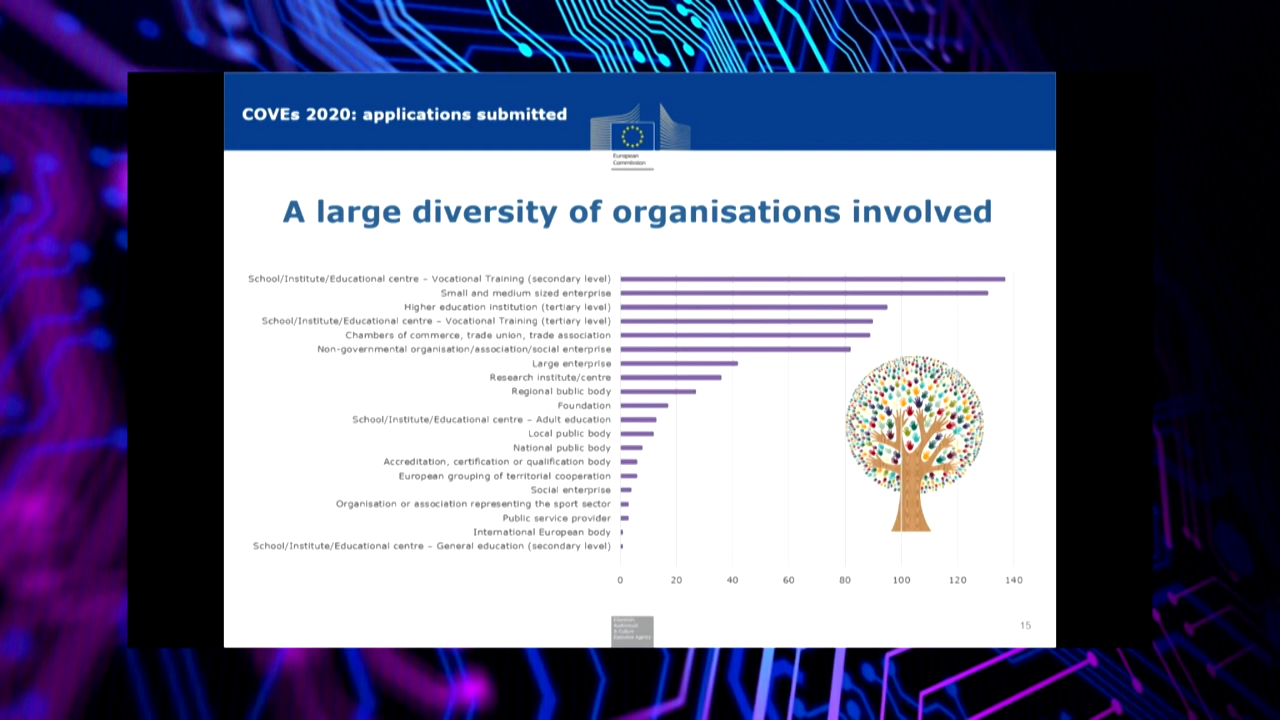 COVEs 2020: applications submitted
European
Commission
A large diversity of organisations involved
School/Institute/Educational centre – Vocational Training (secondary level)
Small and medium sized enterprise
Higher education institution (tertiary level)
School/Institute/Educational centre – Vocational Training (tertiary level)
Chambers of commerce, trade union, trade association
Non-governmental organisation/association/social enterprise
Large enterprise
Research institute/centre
Regional bublic body
Foundation
School/Institute/Educational centre – Adult education
Local public body
National public body
Accreditation, certification or qualification body
European grouping of territorial cooperation
Social enterprise
Organisation or association representing the sport sector
Public service provider
International European body
School/Institute/Educational centre – General education (secondary level)
0 20 40 60 80 100 120 140
Education,
Audiovisual
& Culture
Executive Agency
15